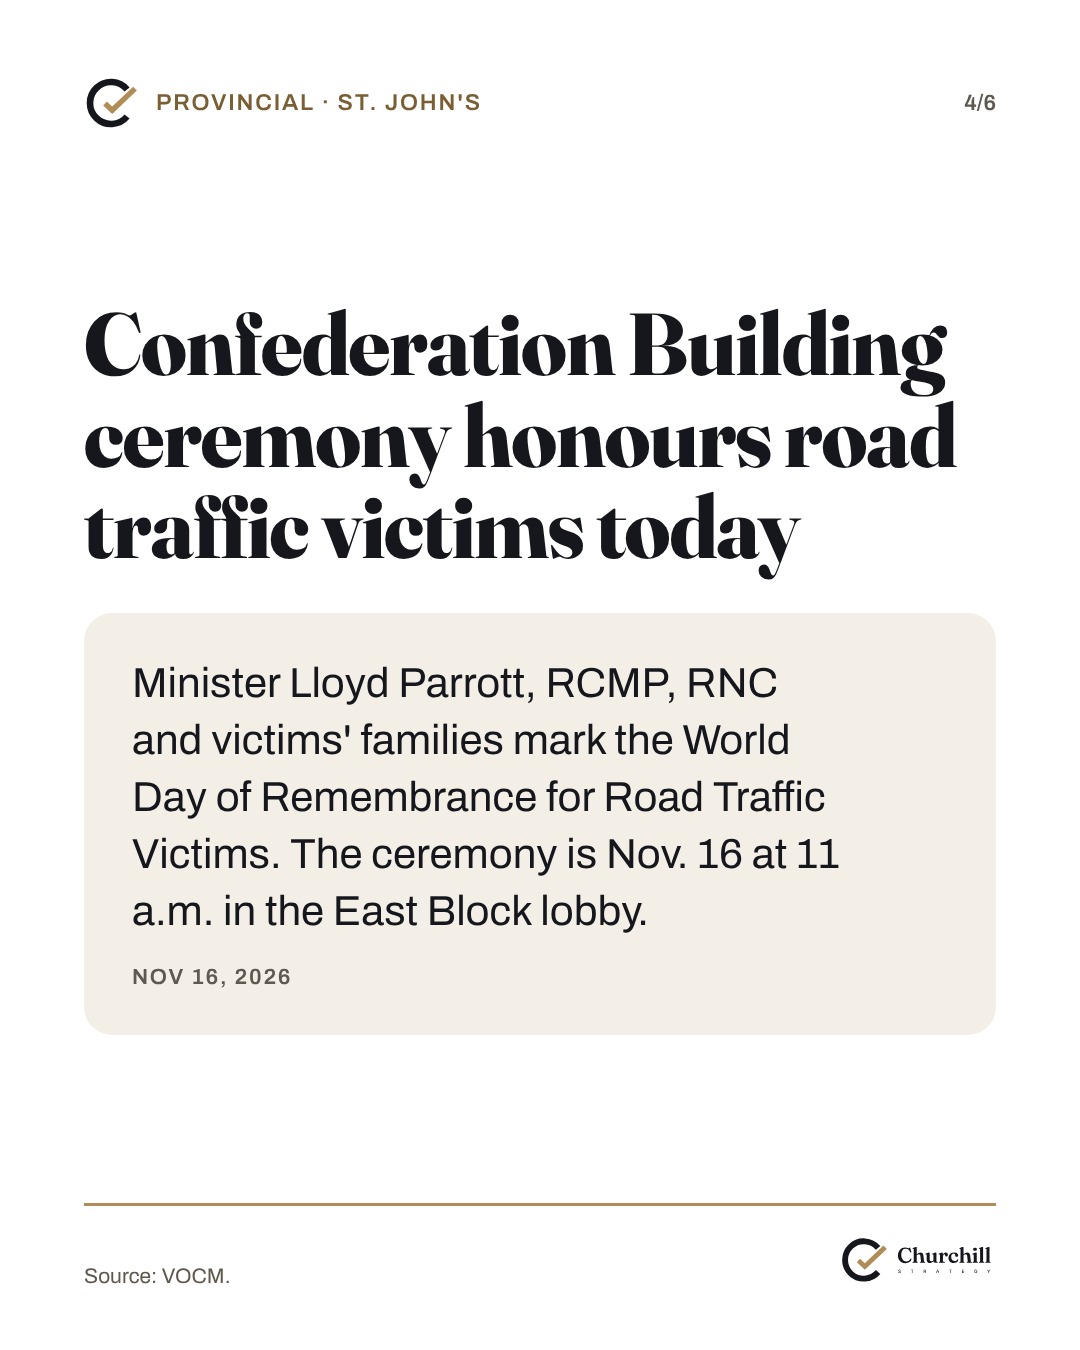 PROVINCIAL · ST. JOHN'S
4/6
Confederation Building
ceremony honours road
traffic victims today
Minister Lloyd Parrott, RCMP, RNC
and victims' families mark the World
Day of Remembrance for Road Traffic
Victims. The ceremony is Nov. 16 at 11
a.m. in the East Block lobby.
NOV 16, 2026
Source: VOCM.
Churchill
STRATEGY